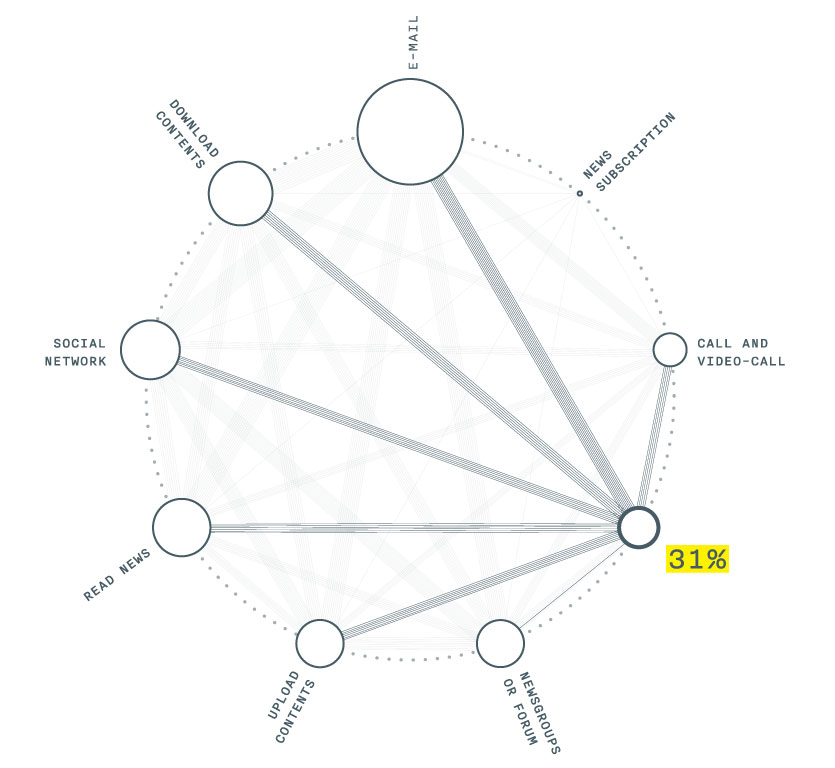 E-MAIL
DOWNLOAD
CONTENTS
NEWS
SUBSCRIPTION
SOCIAL
NETWORK
CALL AND
VIDEO-CALL
READ NEWS
31%
UPLOAD
CONTENTS
NEWSGROUPS
OR FORUM